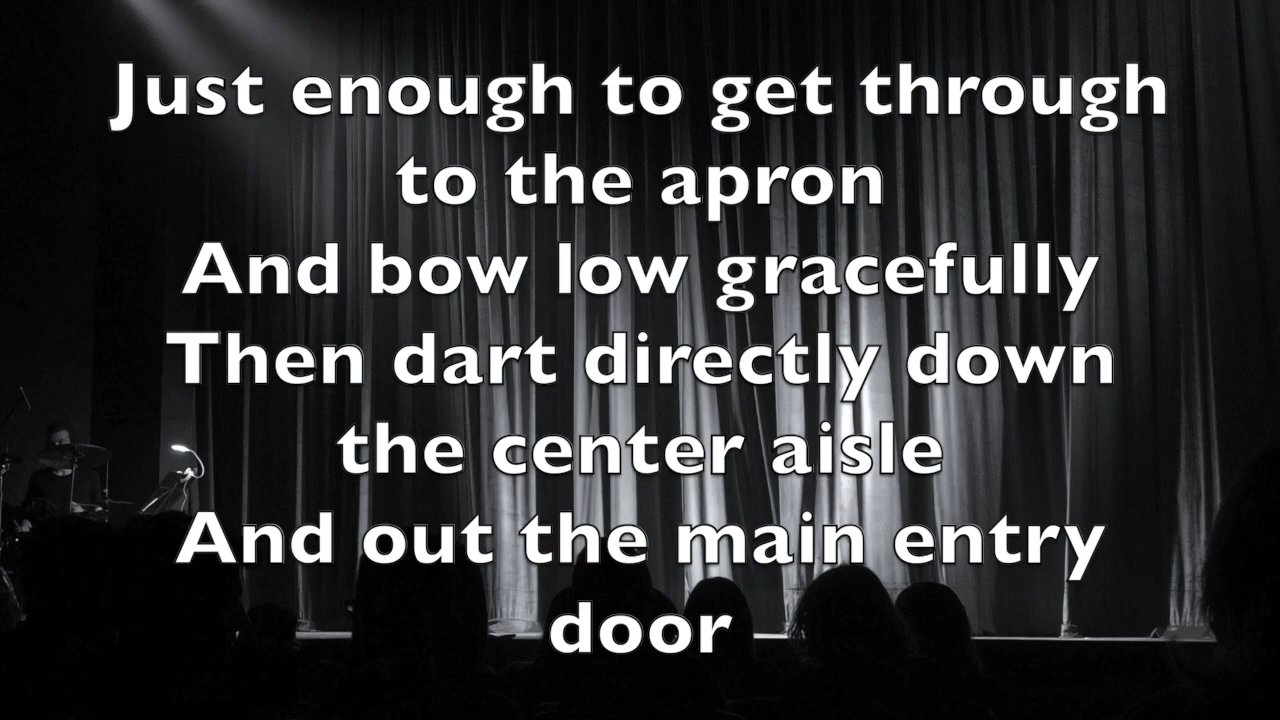 Just enough to get through
to the apron
And bow low gracefully
Then dart directly down
the center aisle
And out the main entry
door